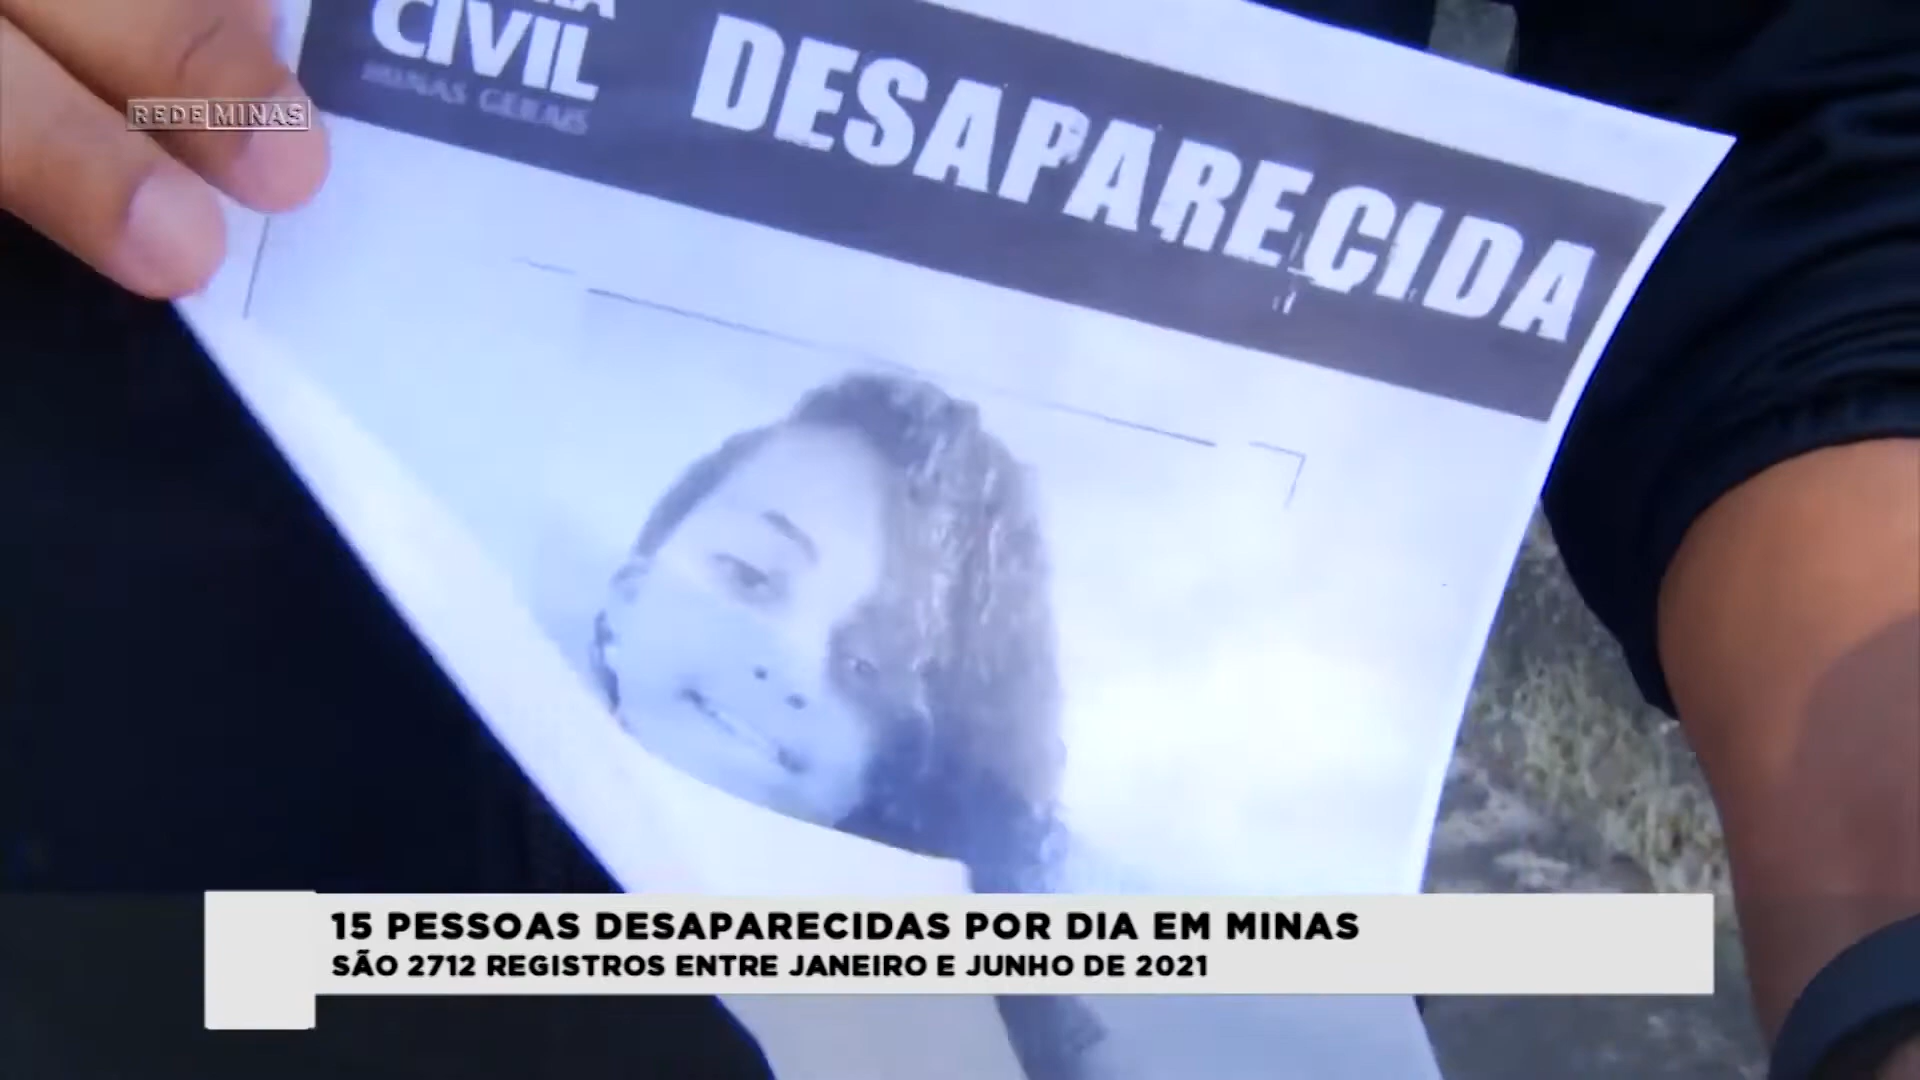 CIVIL
MINAS GERAIS
DESAPARECIDA
REDE MINAS
15 PESSOAS DESAPARECIDAS POR DIA EM MINAS
SÃO 2712 REGISTROS ENTRE JANEIRO E JUNHO DE 2021